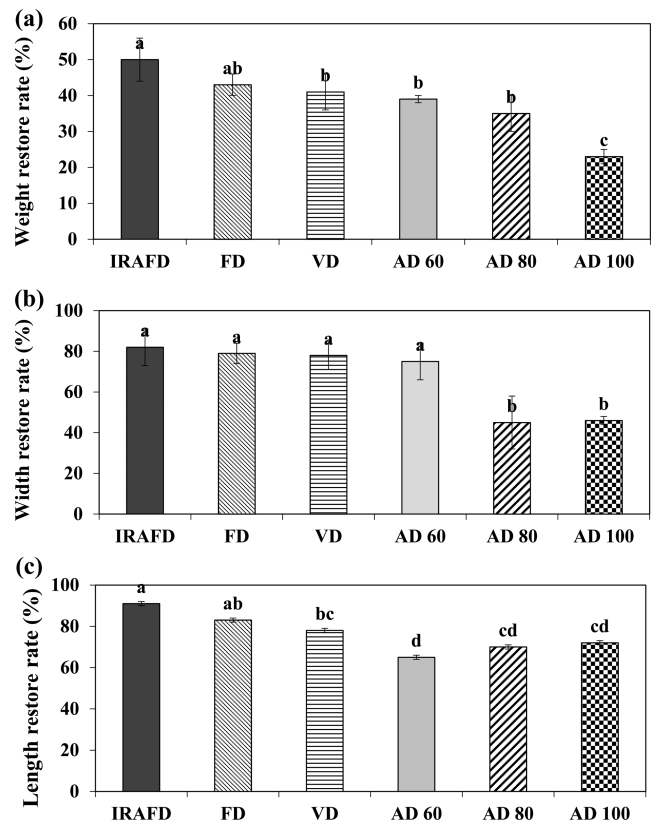 (a)
Weight restore rate (%)
60
50
40
30
20
10
0
a
ab
b
b
b
c
IRAFD FD VD AD 60 AD 80 AD 100
(b)
Width restore rate (%)
100
80
60
40
20
0
a
a
a
a
b
b
IRAFD FD VD AD 60 AD 80 AD 100
(c)
Length restore rate (%)
100
80
60
40
20
0
a
ab
bc
d
cd
cd
IRAFD FD VD AD 60 AD 80 AD 100